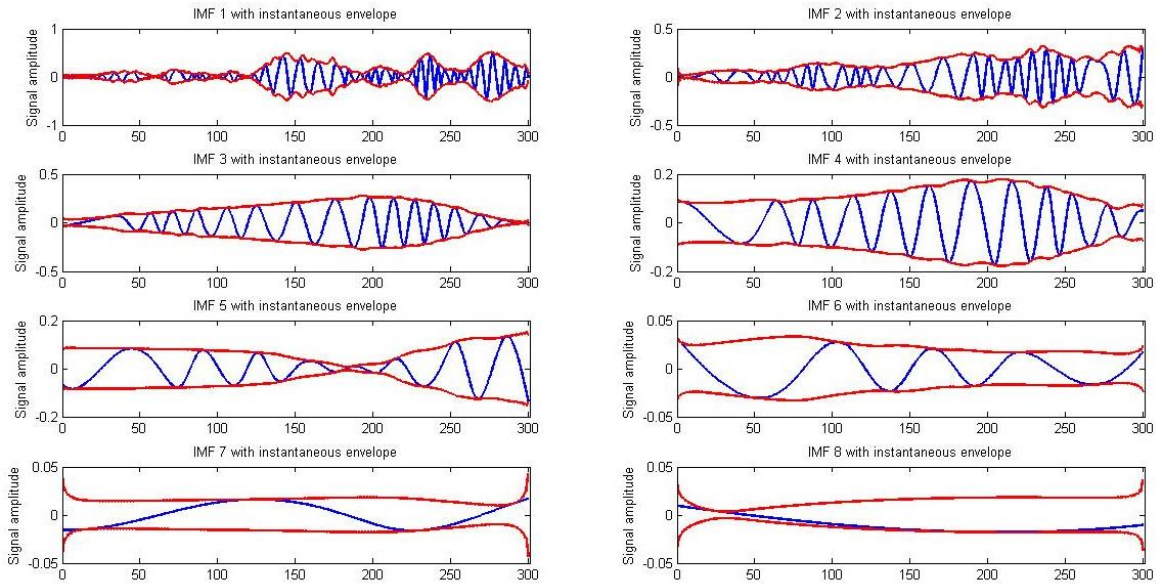 IMF 1 with instantaneous envelope
Signal amplitude
1
0
-1
0 50 100 150 200 250 300
IMF 2 with instantaneous envelope
Signal amplitude
0.5
0
-0.5
0 50 100 150 200 250 300
IMF 3 with instantaneous envelope
Signal amplitude
0.5
0
-0.5
0 50 100 150 200 250 300
IMF 4 with instantaneous envelope
Signal amplitude
0.2
0
-0.2
0 50 100 150 200 250 300
IMF 5 with instantaneous envelope
Signal amplitude
0.2
0
-0.2
0 50 100 150 200 250 300
IMF 6 with instantaneous envelope
Signal amplitude
0.05
0
-0.05
0 50 100 150 200 250 300
IMF 7 with instantaneous envelope
Signal amplitude
0.05
0
-0.05
0 50 100 150 200 250 300
IMF 8 with instantaneous envelope
Signal amplitude
0.05
0
-0.05
0 50 100 150 200 250 300